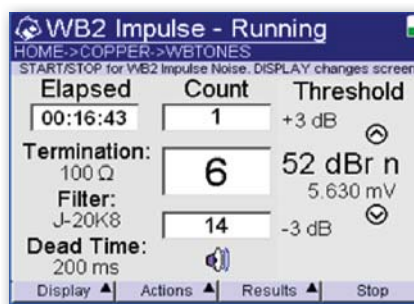 WB2 Impulse - Running
HOME->COPPER->WBTONES
START/STOP for WB2 Impulse Noise. DISPLAY changes screen
Elapsed Count Threshold
00:16:43 1 +3 dB
Termination:
100 Ω 6 52 dBr n
5.630 mV
Filter:
J-20K8 14 -3 dB
Dead Time:
200 ms
Display Actions Results Stop